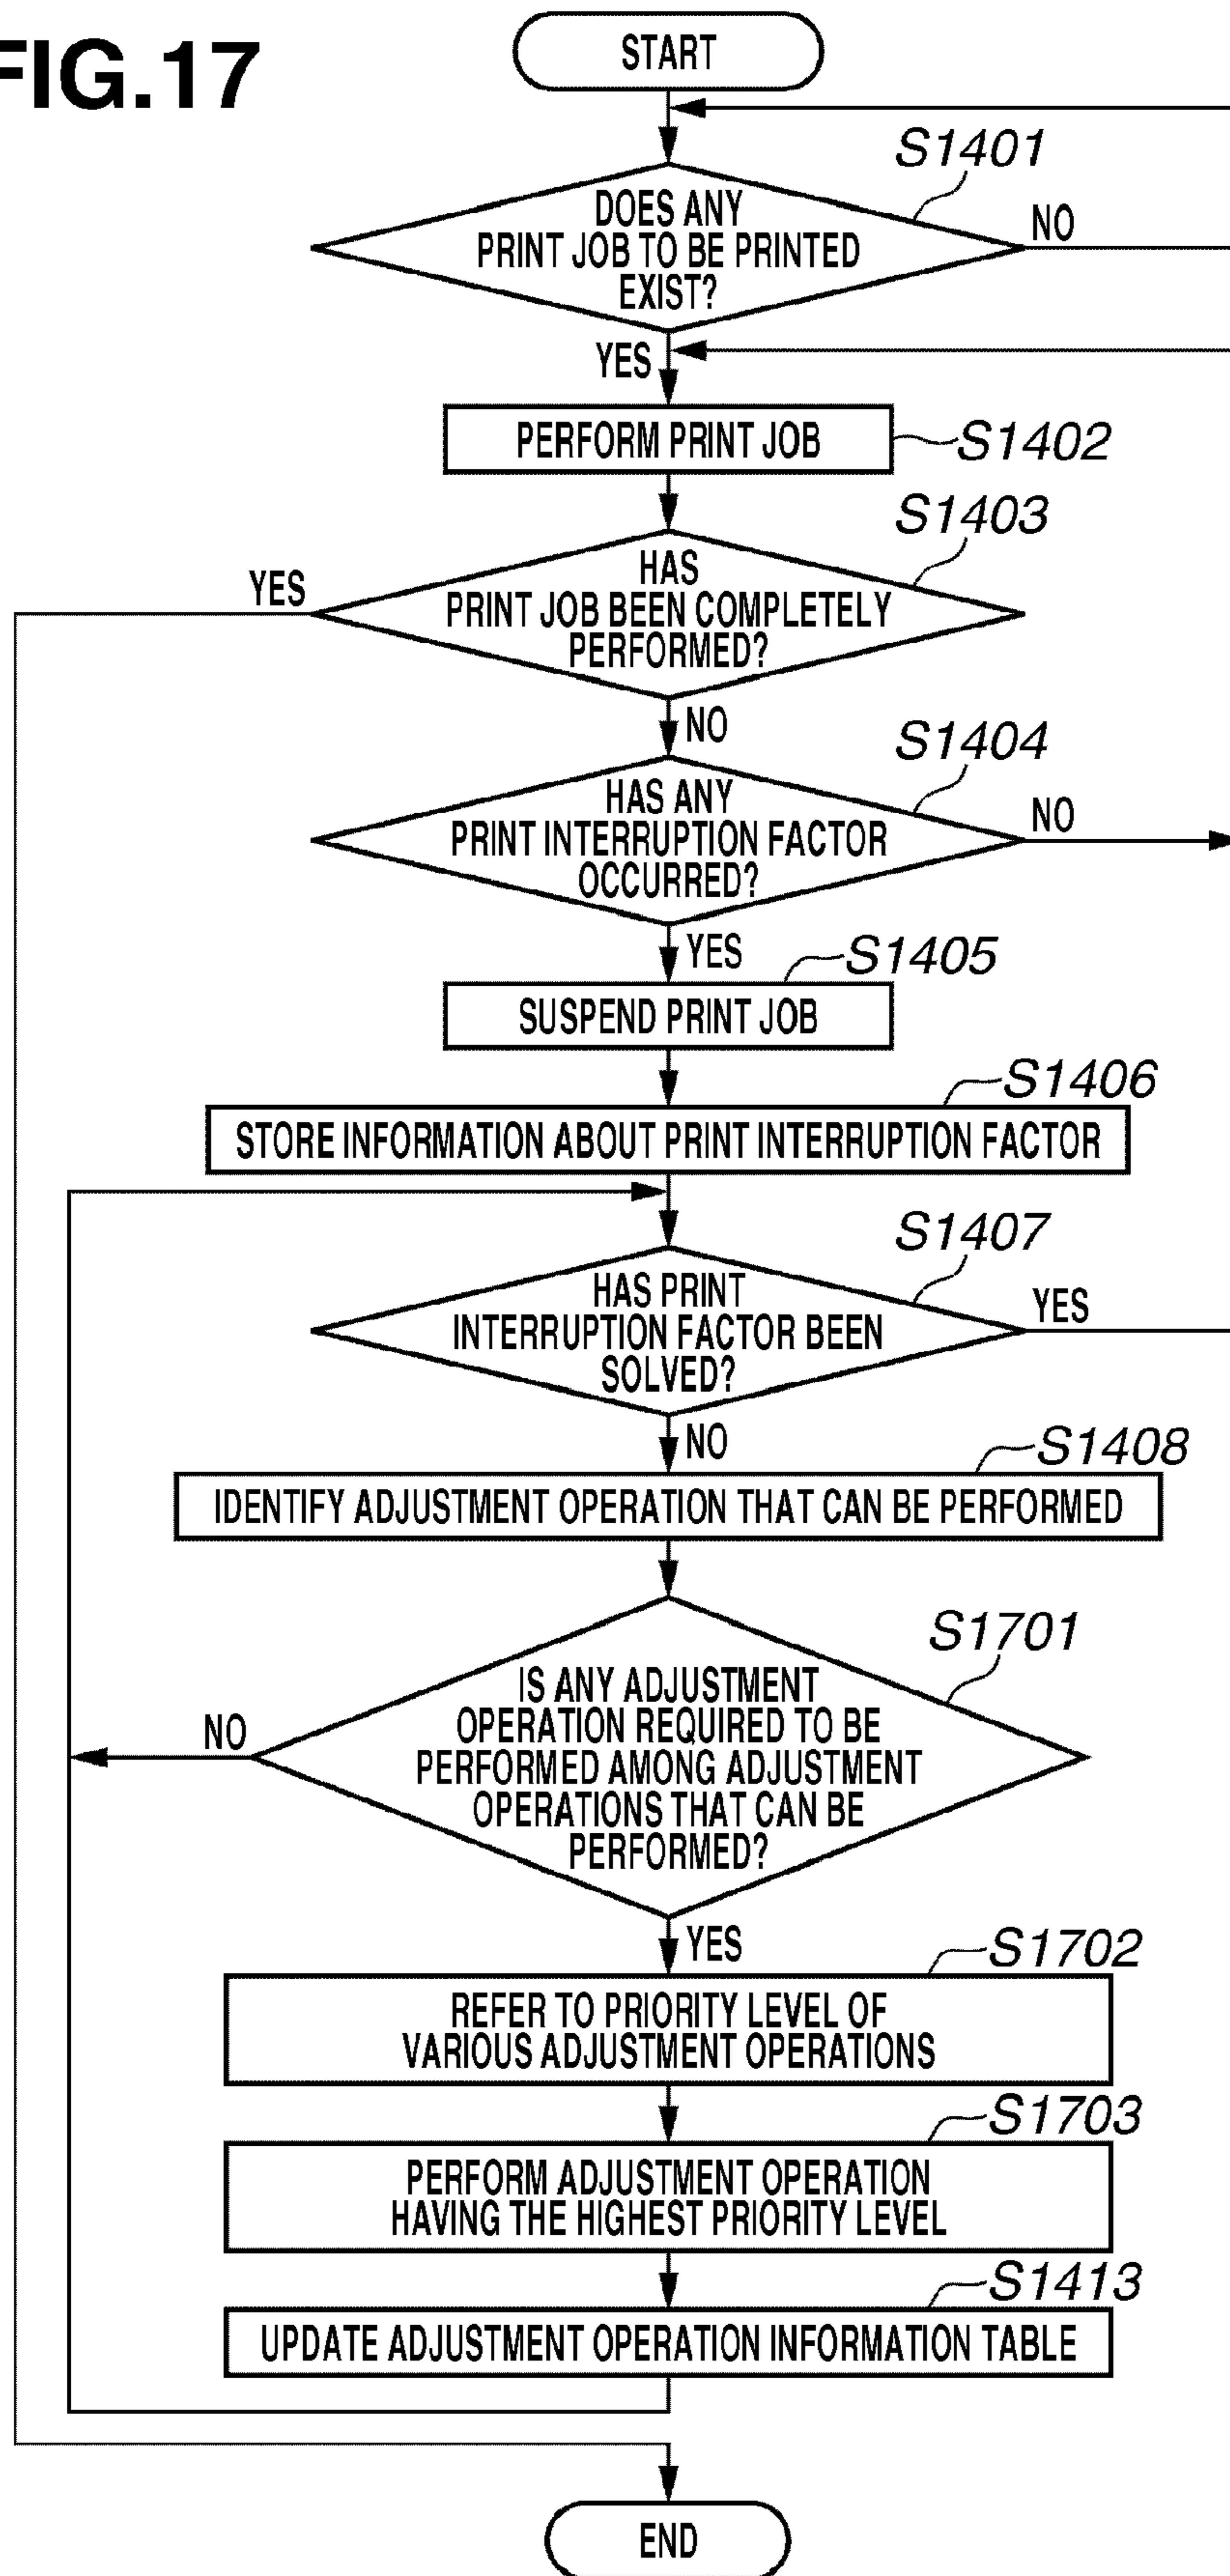 FIG.17
START
S1401
DOES ANY
PRINT JOB TO BE PRINTED
EXIST?
NO
YES
PERFORM PRINT JOB
S1402
S1403
HAS
PRINT JOB BEEN COMPLETELY
PERFORMED?
YES
NO
S1404
HAS ANY
PRINT INTERRUPTION FACTOR
OCCURRED?
NO
YES
S1405
SUSPEND PRINT JOB
S1406
STORE INFORMATION ABOUT PRINT INTERRUPTION FACTOR
S1407
HAS PRINT
INTERRUPTION FACTOR BEEN
SOLVED?
YES
NO
S1408
IDENTIFY ADJUSTMENT OPERATION THAT CAN BE PERFORMED
S1701
IS ANY ADJUSTMENT
OPERATION REQUIRED TO BE
PERFORMED AMONG ADJUSTMENT
OPERATIONS THAT CAN BE
PERFORMED?
NO
YES
S1702
REFER TO PRIORITY LEVEL OF
VARIOUS ADJUSTMENT OPERATIONS
S1703
PERFORM ADJUSTMENT OPERATION
HAVING THE HIGHEST PRIORITY LEVEL
S1413
UPDATE ADJUSTMENT OPERATION INFORMATION TABLE
END